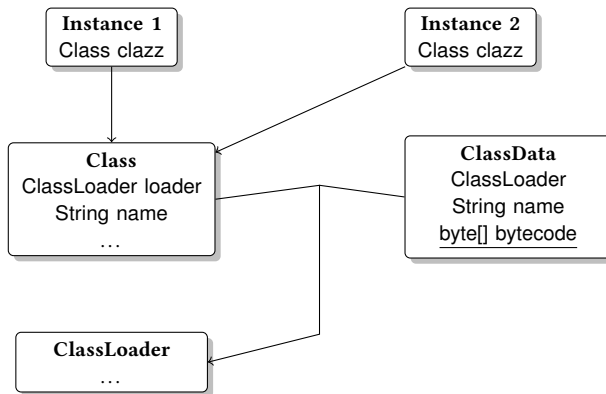 Instance 1
Class clazz
Instance 2
Class clazz
Class
ClassLoader loader
String name
...
ClassData
ClassLoader
String name
byte[] bytecode
ClassLoader
...